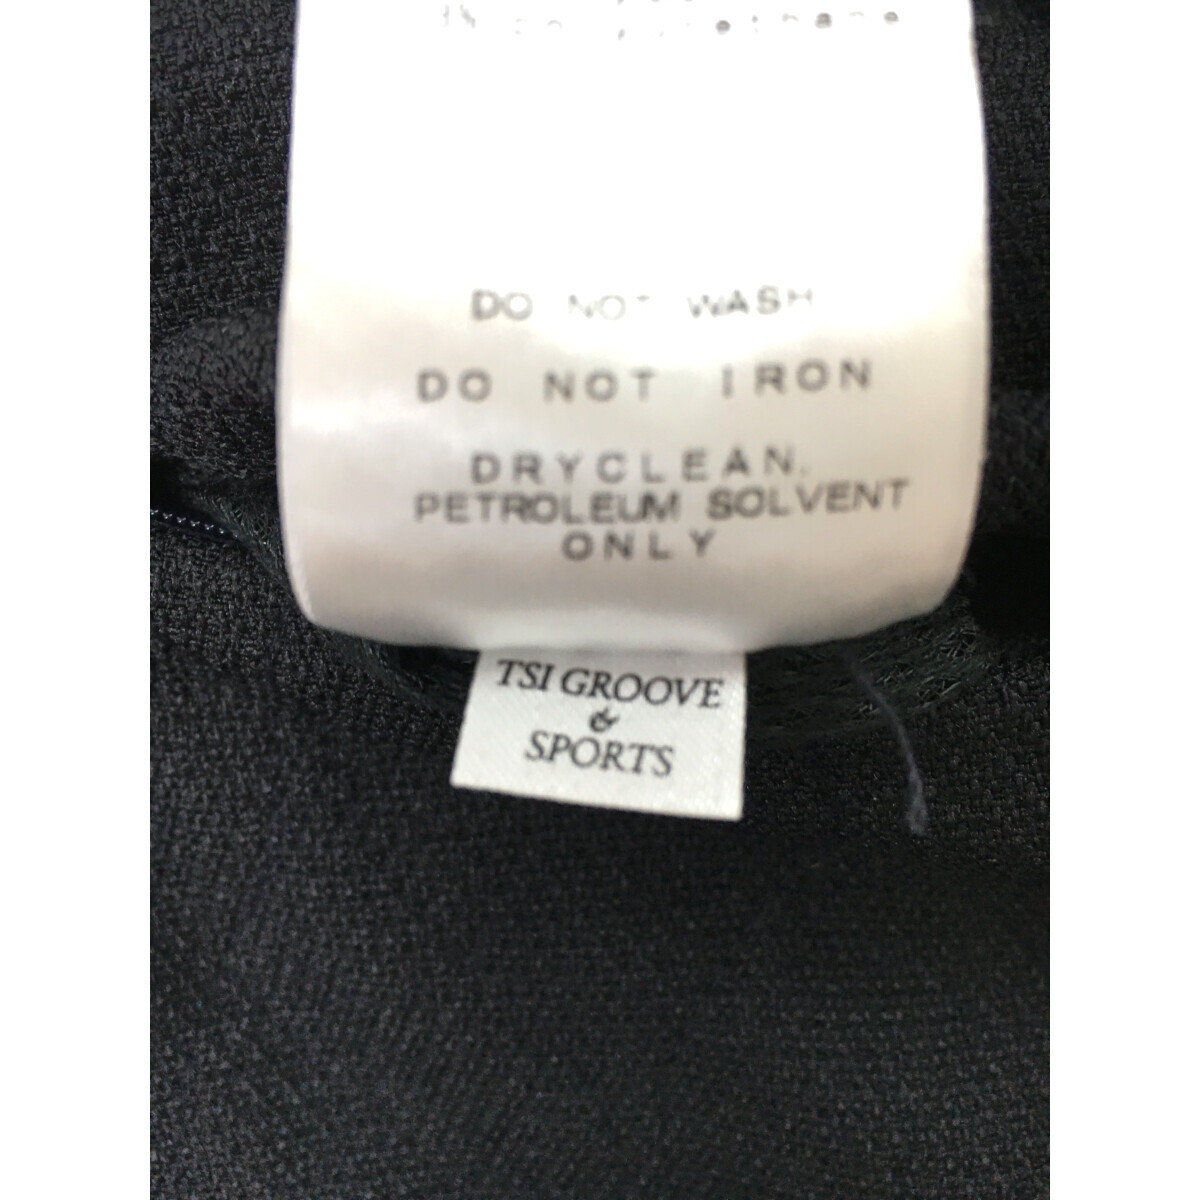 DO NOT WASH
DO NOT IRON
DRYCLEAN.
PETROLEUM SOLVENT
ONLY
TSI GROOVE
&
SPORTS